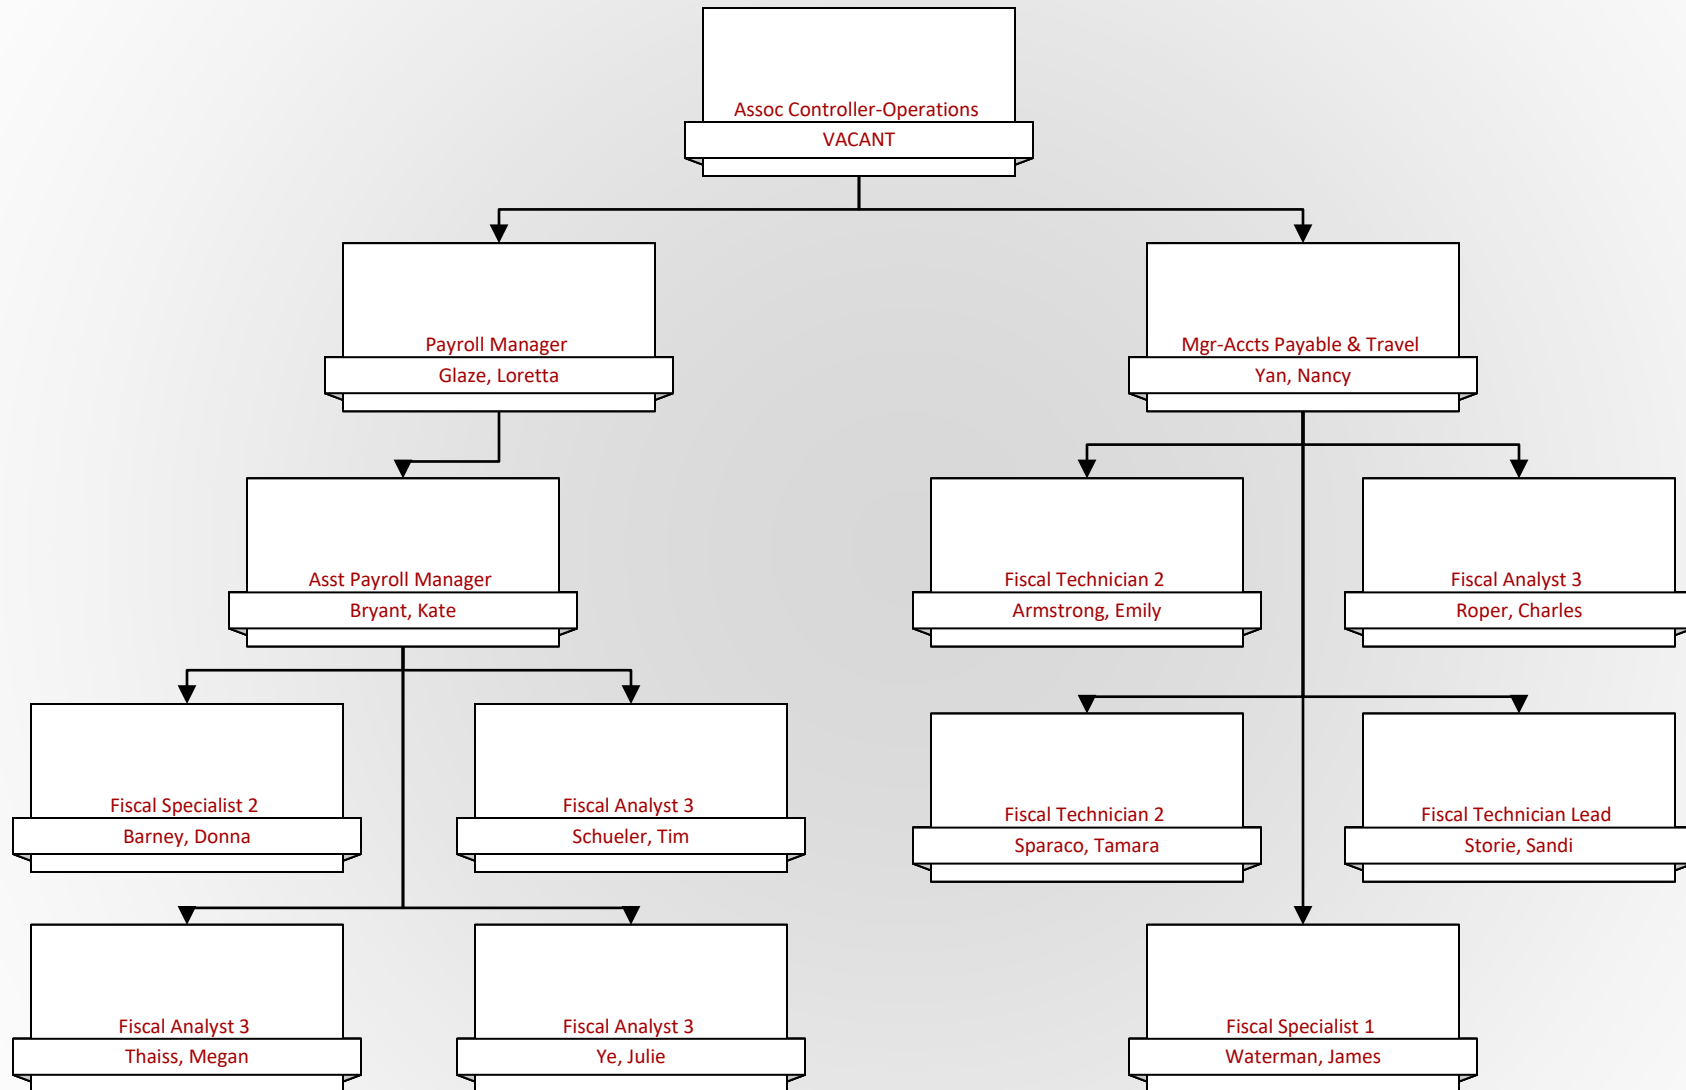 Assoc Controller-Operations
VACANT
Payroll Manager
Glaze, Loretta
Mgr-Accts Payable & Travel
Yan, Nancy
Asst Payroll Manager
Bryant, Kate
Fiscal Technician 2
Armstrong, Emily
Fiscal Analyst 3
Roper, Charles
Fiscal Specialist 2
Barney, Donna
Fiscal Analyst 3
Schueler, Tim
Fiscal Technician 2
Sparaco, Tamara
Fiscal Technician Lead
Storie, Sandi
Fiscal Analyst 3
Thaiss, Megan
Fiscal Analyst 3
Ye, Julie
Fiscal Specialist 1
Waterman, James